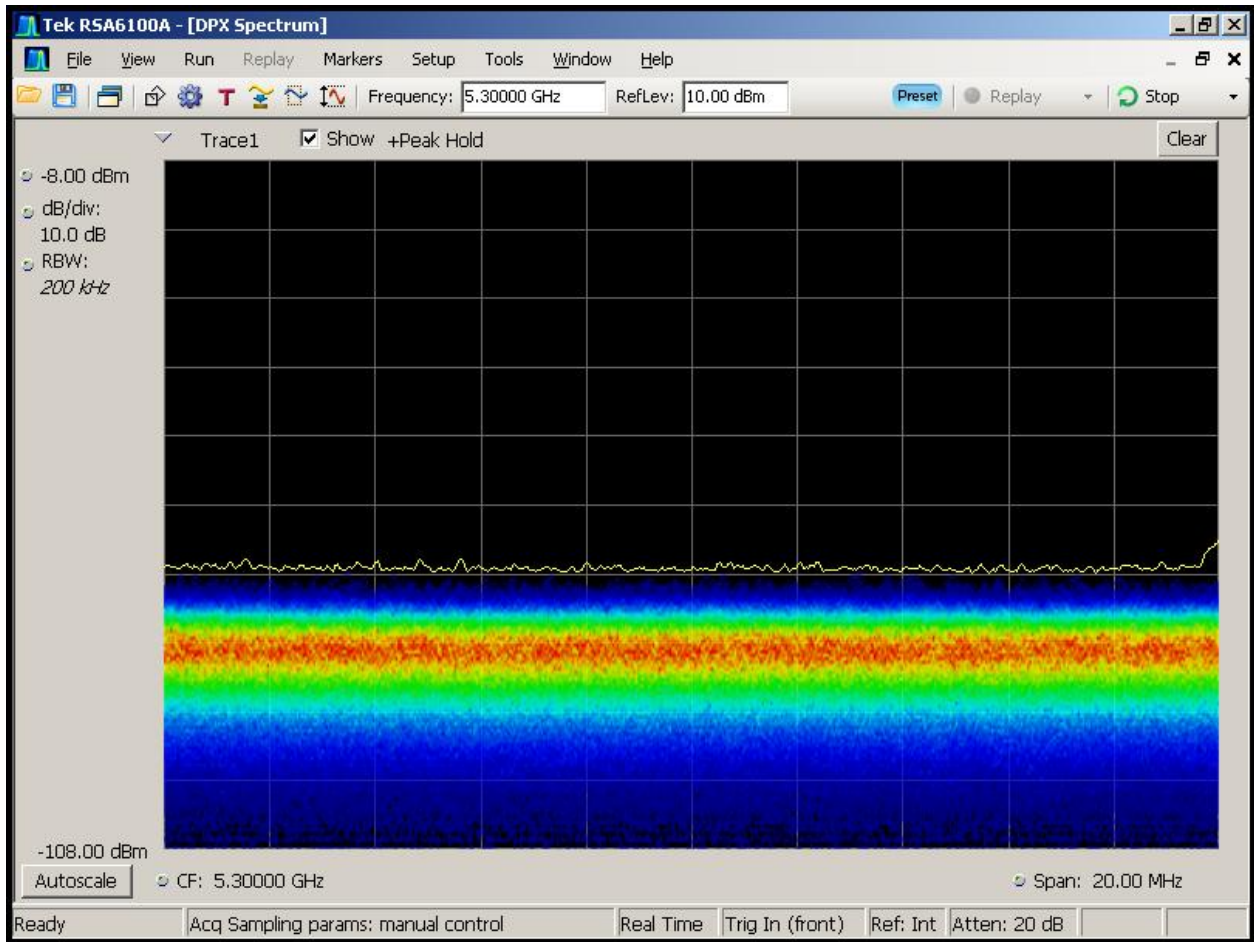 Tek RSA6100A - [DPX Spectrum]
File View Run Replay Markers Setup Tools Window Help
T Frequency: 5.30000 GHz RefLev: 10.00 dBm Preset Replay Stop
Trace1 Show +Peak Hold Clear
-8.00 dBm
dB/div:
10.0 dB
RBW:
200 kHz
-108.00 dBm
Autoscale CF: 5.30000 GHz Span: 20.00 MHz
Ready Acq Sampling params: manual control Real Time Trig In (front) Ref: Int Atten: 20 dB